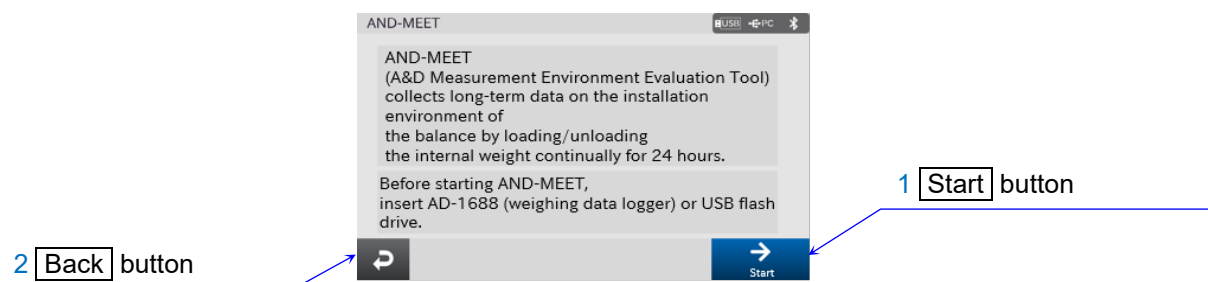 AND-MEET
USB PC
AND-MEET
(A&D Measurement Environment Evaluation Tool)
collects long-term data on the installation
environment of
the balance by loading/unloading
the internal weight continually for 24 hours.
Before starting AND-MEET,
insert AD-1688 (weighing data logger) or USB flash
drive.
Start
1 Start button
2 Back button